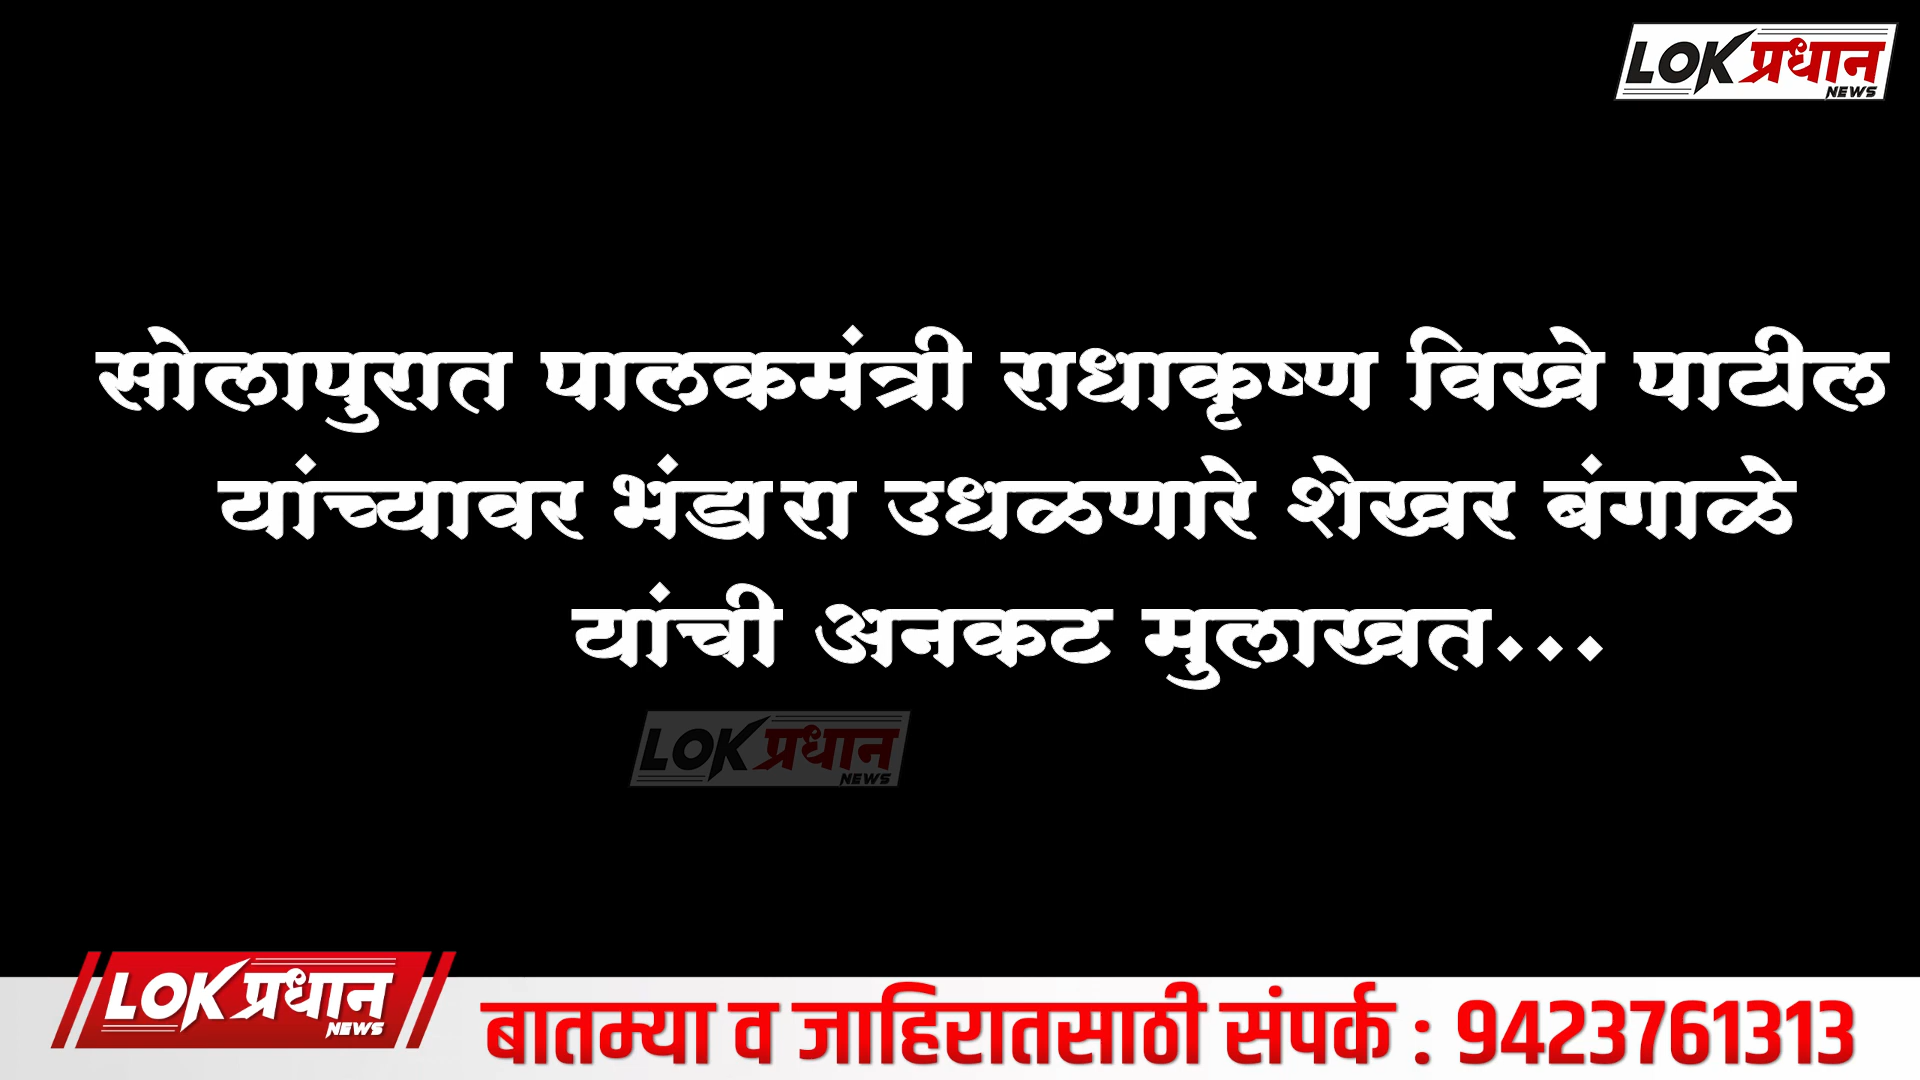 LOK प्रधान
NEWS
सोलापुरात पालकमंत्री राधाकृष्ण विखे पाटील
यांच्यावर भंडारा उधळणारे शेखर बंगाळे
यांची अनकट मुलाखत...
LOK प्रधान
NEWS
LOK प्रधान
NEWS
बातम्या व जाहिरातसाठी संपर्क : 9423761313